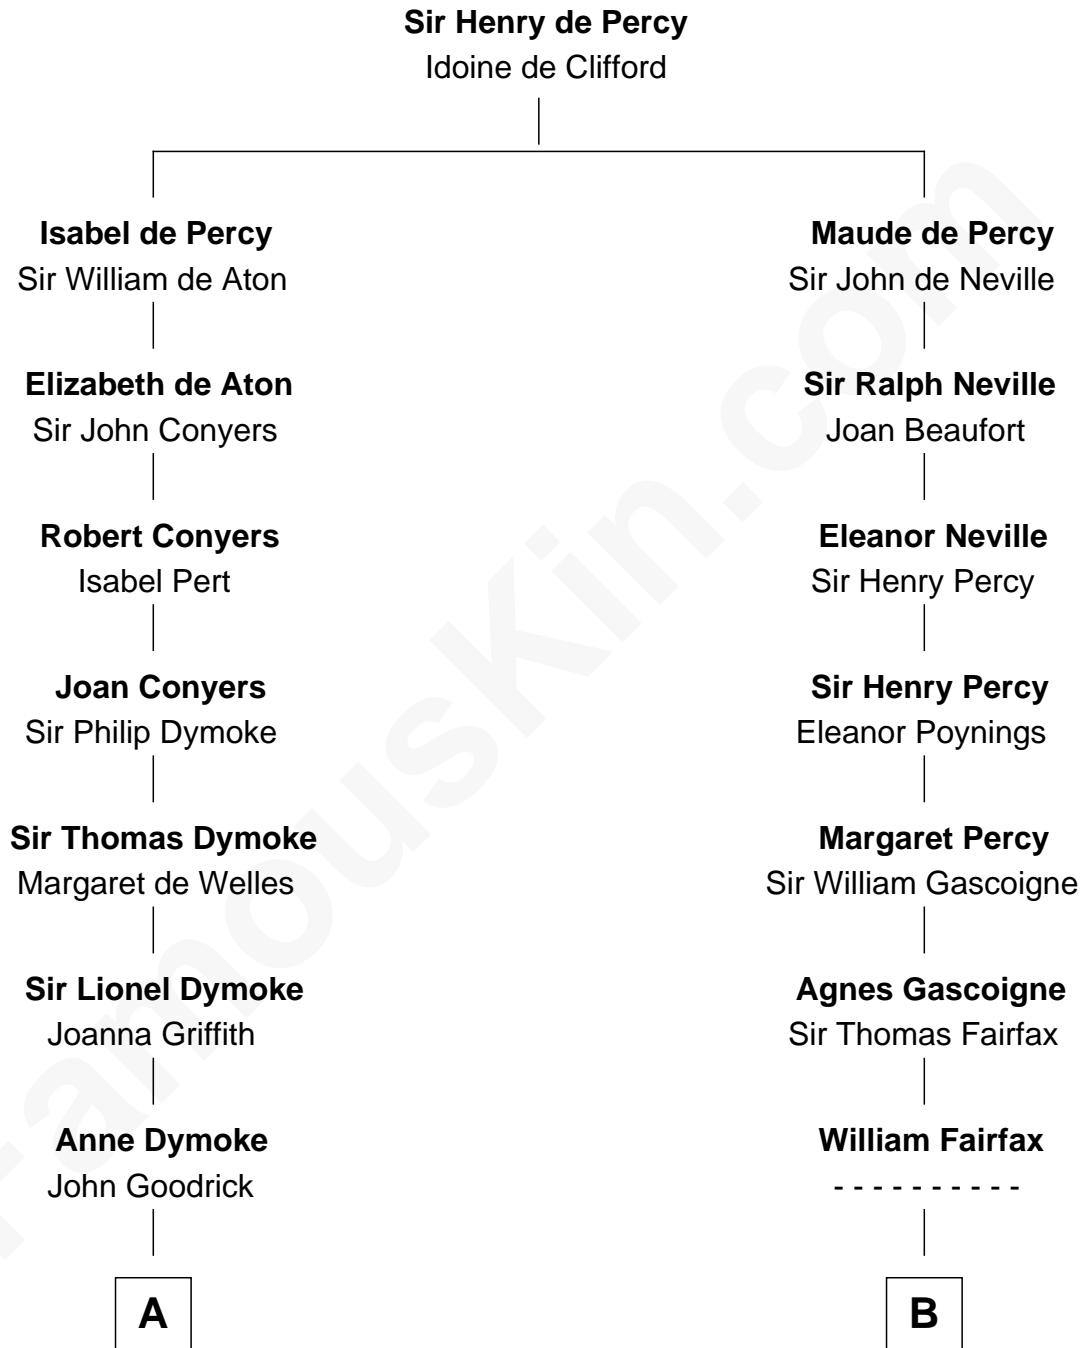 Sir Henry de Percy
Idoine de Clifford
Isabel de Percy
Sir William de Aton
Maude de Percy
Sir John de Neville
Elizabeth de Aton
Sir John Conyers
Sir Ralph Neville
Joan Beaufort
Robert Conyers
Isabel Pert
Eleanor Neville
Sir Henry Percy
Joan Conyers
Sir Philip Dymoke
Sir Henry Percy
Eleanor Poynings
Sir Thomas Dymoke
Margaret de Welles
Margaret Percy
Sir William Gascoigne
Sir Lionel Dymoke
Joanna Griffith
Agnes Gascoigne
Sir Thomas Fairfax
Anne Dymoke
John Goodrick
William Fairfax
- - - - - - - - - -
A
B
FamousKin.com